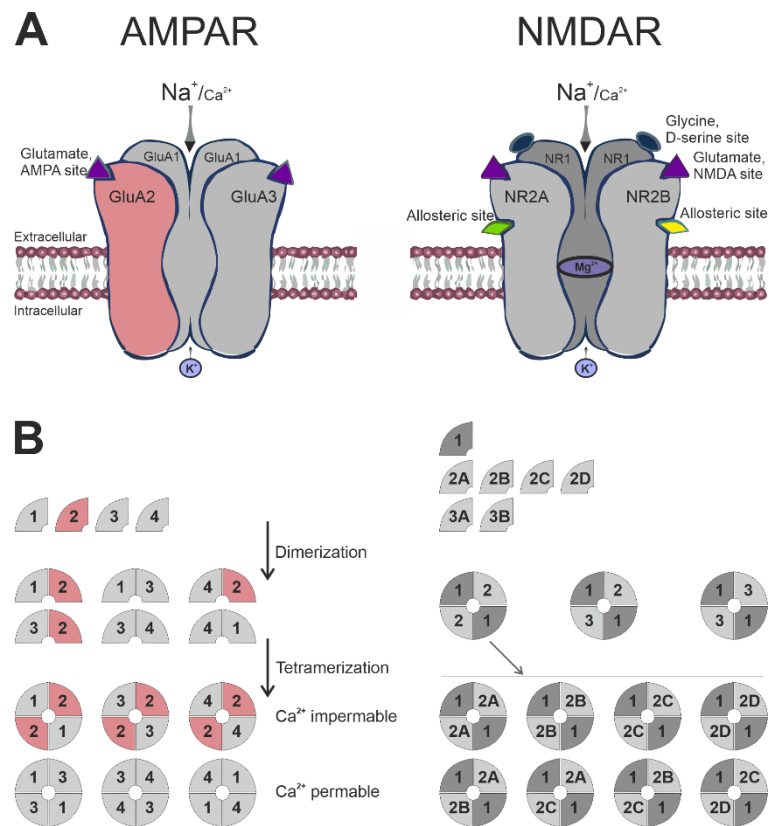 A
AMPAR
NMDAR
Na+/Ca2+
Na+/Ca2+
Glutamate,
AMPA site
GluA1 GluA1
GluA2
GluA3
Extracellular
Intracellular
K+
Glycine,
D-serine site
NR1 NR1
Glutamate,
NMDA site
NR2A
NR2B
Allosteric site
Allosteric site
Mg2+
K+
B
1 2 3 4
Dimerization
1 2 1 3 4 2
3 2 3 4 4 1
Tetramerization
1 2 3 2 4 2
2 1 2 3 2 4
Ca2+ impermable
1 3 3 4 4 1
3 1 4 3 1 4
Ca2+ permable
1
2A 2B 2C 2D
3A 3B
1 2 1 2 1 3
2 1 3 1 3 1
1 2A 1 2B 1 2C 1 2D
2A 1 2B 1 2C 1 2D 1
1 2A 1 2A 1 2B 1 2C
2B 1 2C 1 2C 1 2D 1